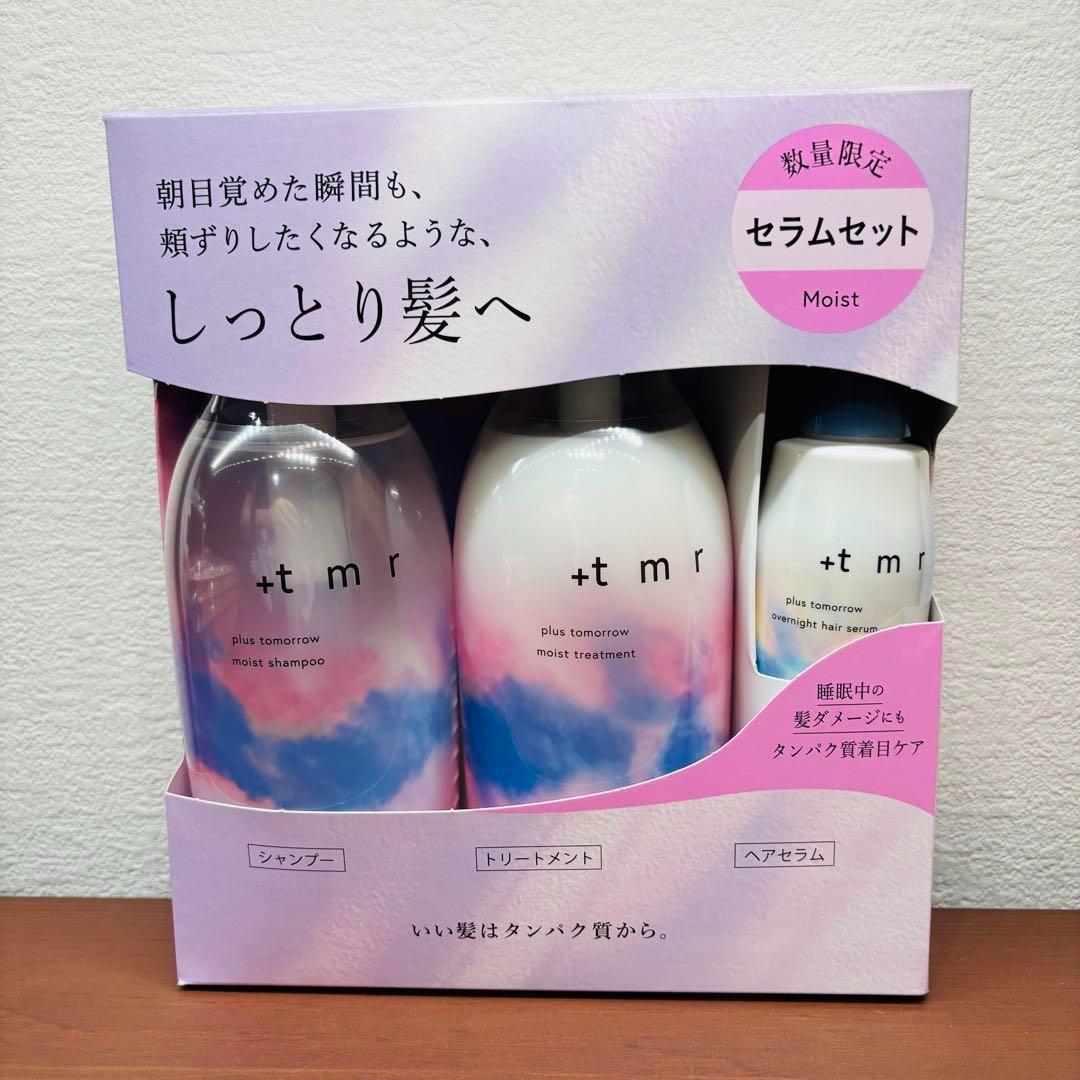 朝目覚めた瞬間も、
頬ずりしたくなるような、
しっとり髪へ
数量限定
セラムセット
Moist
+tmr
plus tomorrow
moist shampoo
+tmr
plus tomorrow
moist treatment
+tmr
plus tomorrow
overnight hair serum
睡眠中の
髪ダメージにも
タンパク質着目ケア
シャンプー
トリートメント
ヘアセラム
いい髪はタンパク質から。